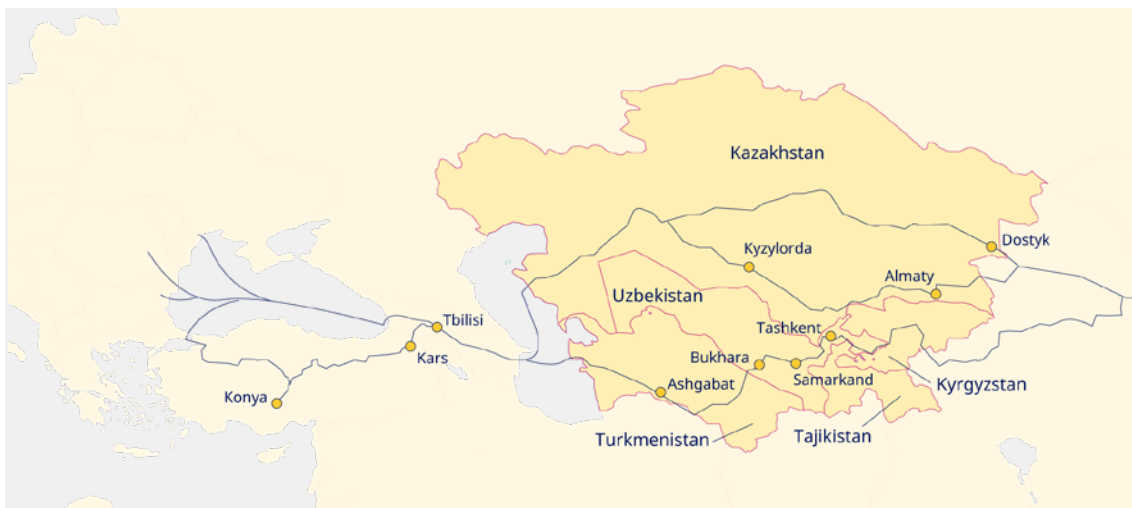 Kazakhstan
Dostyk
Kyzylorda
Almaty
Uzbekistan
Tbilisi
Tashkent
Kars
Bukhara
Samarkand
Ashgabat
Kyrgyzstan
Konya
Turkmenistan
Tajikistan